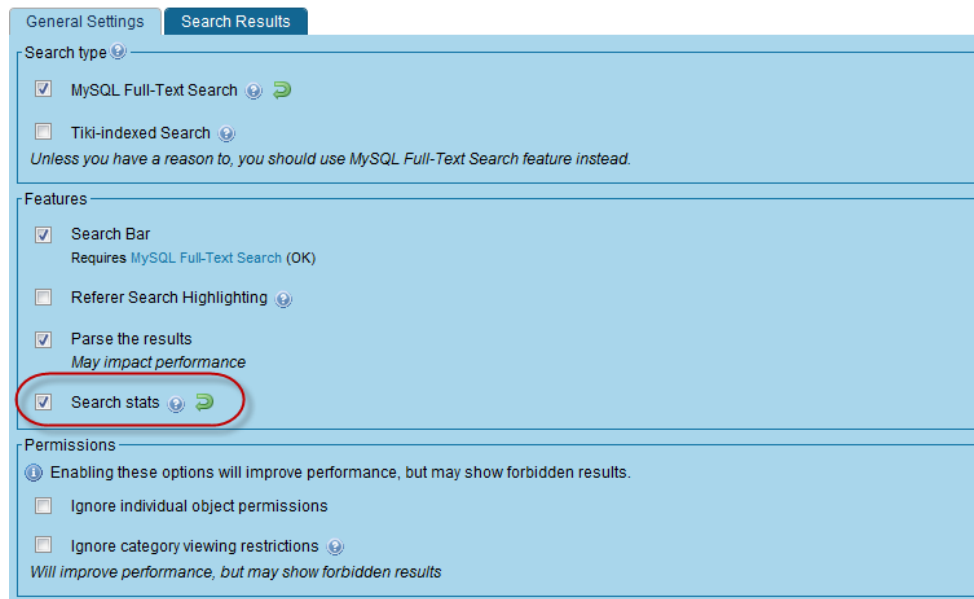 General Settings
Search Results
Search type
MySQL Full-Text Search
Tiki-indexed Search
Unless you have a reason to, you should use MySQL Full-Text Search feature instead.
Features
Search Bar
Requires MySQL Full-Text Search (OK)
Referer Search Highlighting
Parse the results
May impact performance
Search stats
Permissions
Enabling these options will improve performance, but may show forbidden results.
Ignore individual object permissions
Ignore category viewing restrictions
Will improve performance, but may show forbidden results